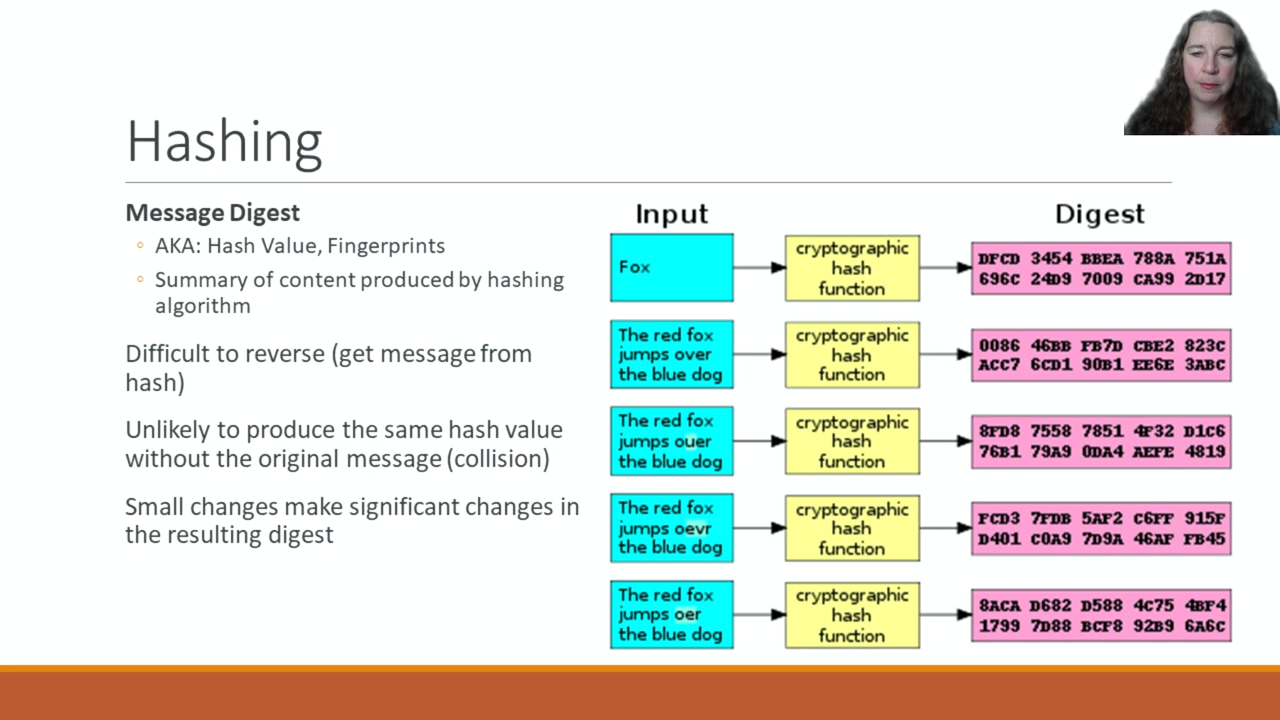 Hashing
Message Digest
AKA: Hash Value, Fingerprints
Summary of content produced by hashing
algorithm
Difficult to reverse (get message from
hash)
Unlikely to produce the same hash value
without the original message (collision)
Small changes make significant changes in
the resulting digest
Input
Digest
Fox
cryptographic
hash
function
DFCD 3454 BBEA 788A 751A
696C 24D9 7009 CA99 2D17
The red fox
jumps over
the blue dog
cryptographic
hash
function
0086 46BB FB7D CBE2 823C
ACC7 6CD1 90B1 EE6E 3ABC
The red fox
jumps ouer
the blue dog
cryptographic
hash
function
8FD8 7558 7851 4F32 D1C6
76B1 79A9 0DA4 AEFE 4819
The red fox
jumps oevr
the blue dog
cryptographic
hash
function
FCD3 7FDB 5AF2 C6FF 915F
D401 C0A9 7D9A 46AF FB45
The red fox
jumps oer
the blue dog
cryptographic
hash
function
8ACA D682 D588 4C75 4BF4
1799 7D88 BCF8 92B9 6A6C